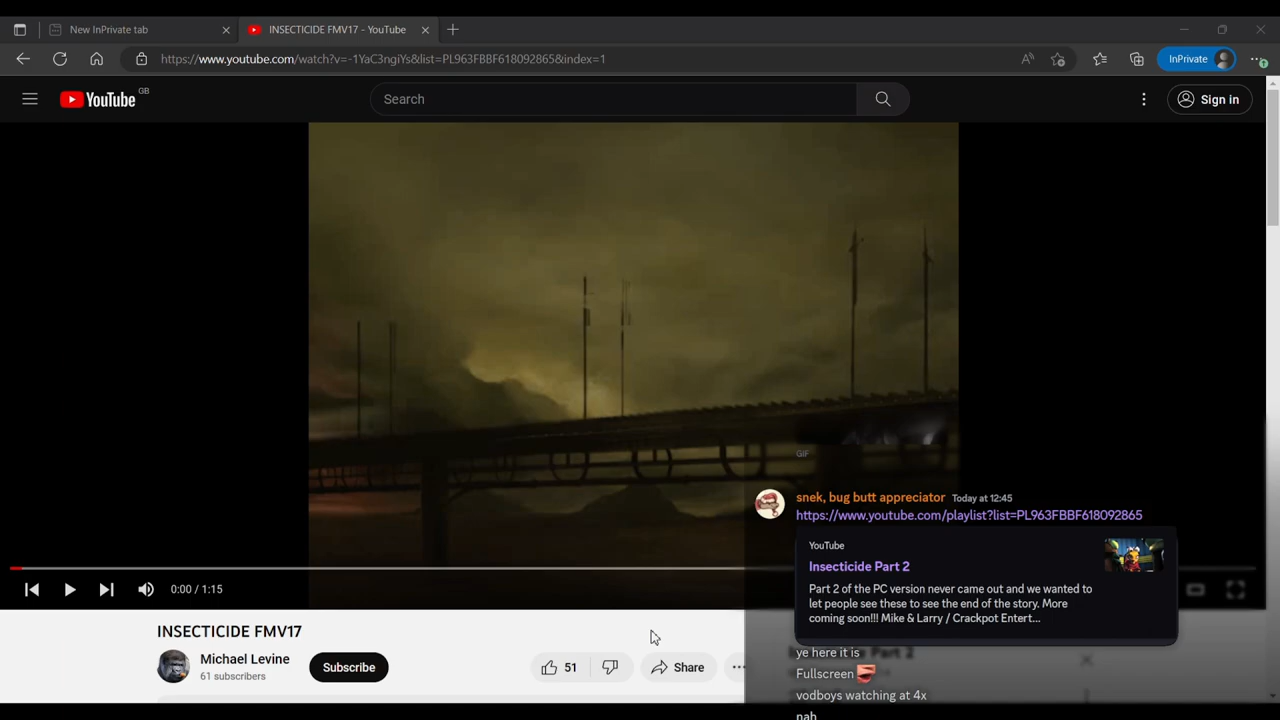 New InPrivate tab
INSECTICIDE FMV17 - YouTube
https://www.youtube.com/watch?v=-1YaC3ngiYs&list=PL963FBBF618092865&index=1
InPrivate
YouTube GB
Search
Sign in
GIF
snek, bug butt appreciator Today at 12:45
https://www.youtube.com/playlist?list=PL963FBBF618092865
YouTube
Insecticide Part 2
Part 2 of the PC version never came out and we wanted to
let people see these to see the end of the story. More
coming soon!!! Mike & Larry / Crackpot Entert...
0:00 / 1:15
INSECTICIDE FMV17
Michael Levine
61 subscribers
Subscribe
51
Share
ye here it is
Fullscreen
vodboys watching at 4x
nah